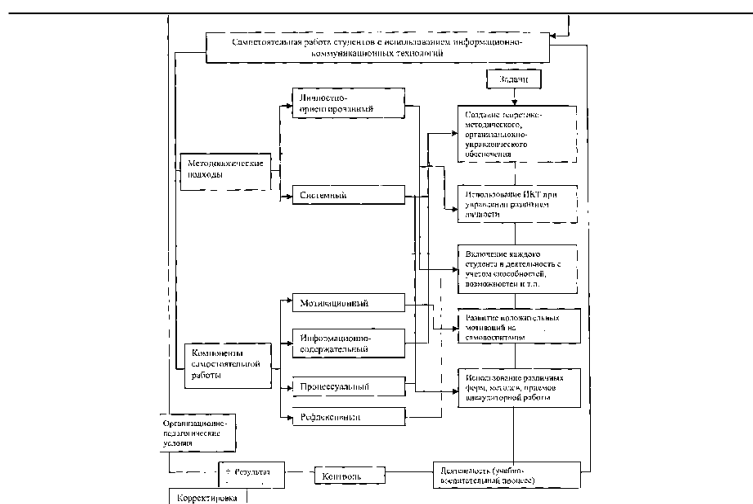 Самостоятельная работа студентов с использованием информационно-
коммуникационных технологий
Задачи
Личностно-
ориентированный
Создание теоретико-
методического,
организационно-
управленческого
обеспечения
Методологические
подходы
Системный
Использование ИКТ при
управлении развитием
личности
Включение каждого
студента в деятельность с
учетом способностей,
возможностей и т.п.
Мотивационный
Развитие положительных
мотиваций на
самовоспитание
Информационно-
содержательный
Компоненты
самостоятельной
работы
Процессуальный
Использование различных
форм, методов, приемов
внеаудиторной работы
Рефлексивный
Организационно-
педагогические
условия
Результат
Контроль
Деятельность (учебно-
воспитательный процесс)
Корректировка